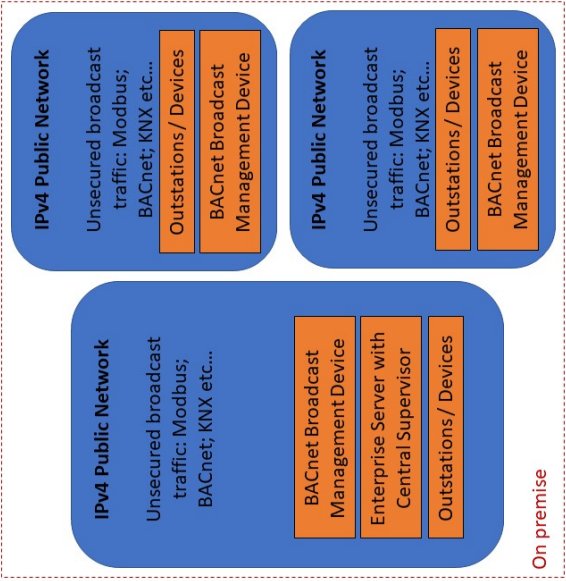 IPv4 Public Network
Unsecured broadcast
traffic: Modbus;
BACnet; KNX etc...
BACnet Broadcast
Management Device
Enterprise Server with
Central Supervisor
Outstations/ Devices
IPv4 Public Network
Unsecured broadcast
traffic: Modbus;
BACnet; KNX etc...
Outstations/ Devices
BACnet Broadcast
Management Device
IPv4 Public Network
Unsecured broadcast
traffic: Modbus;
BACnet; KNX etc...
Outstations/ Devices
BACnet Broadcast
Management Device
On premise